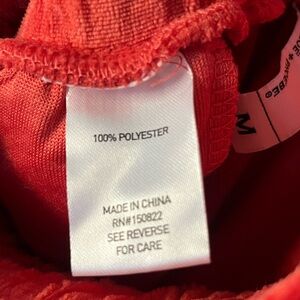 100% POLYESTER
MADE IN CHINA
RN#150822
SEE REVERSE
FOR CARE
M